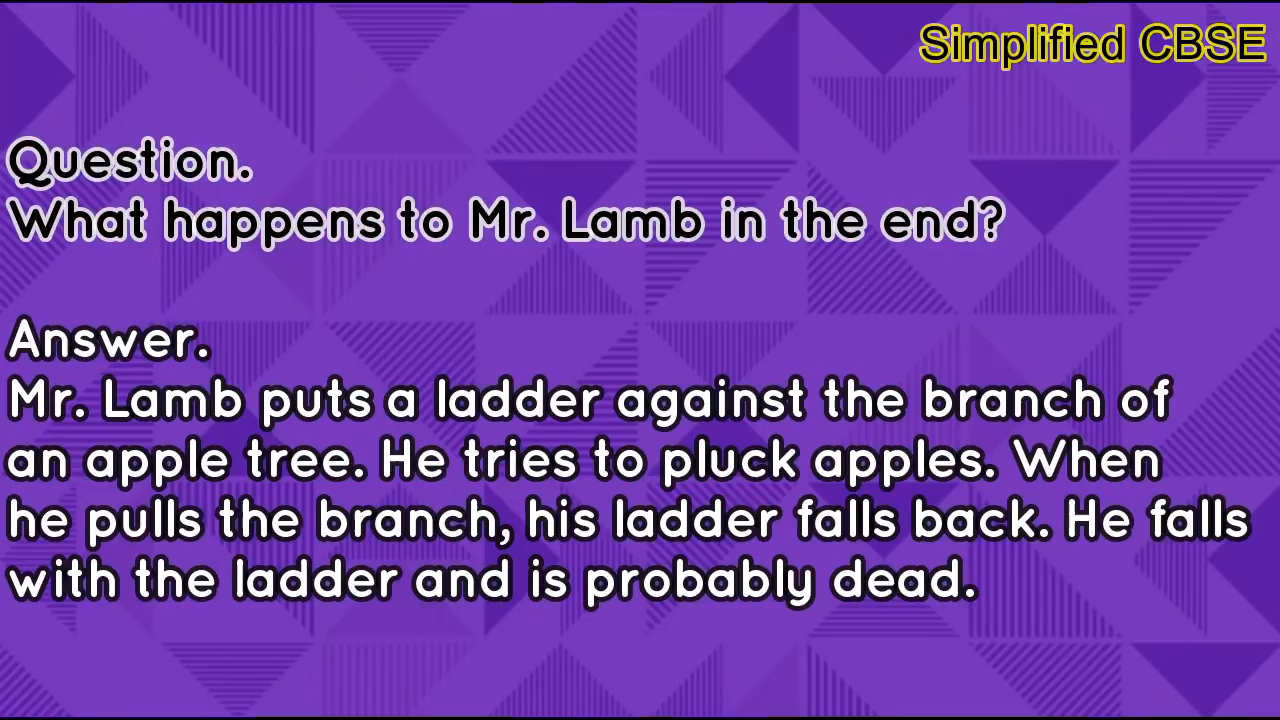 Simplified CBSE
Question.
What happens to Mr. Lamb in the end?
Answer.
Mr. Lamb puts a ladder against the branch of
an apple tree. He tries to pluck apples. When
he pulls the branch, his ladder falls back. He falls
with the ladder and is probably dead.